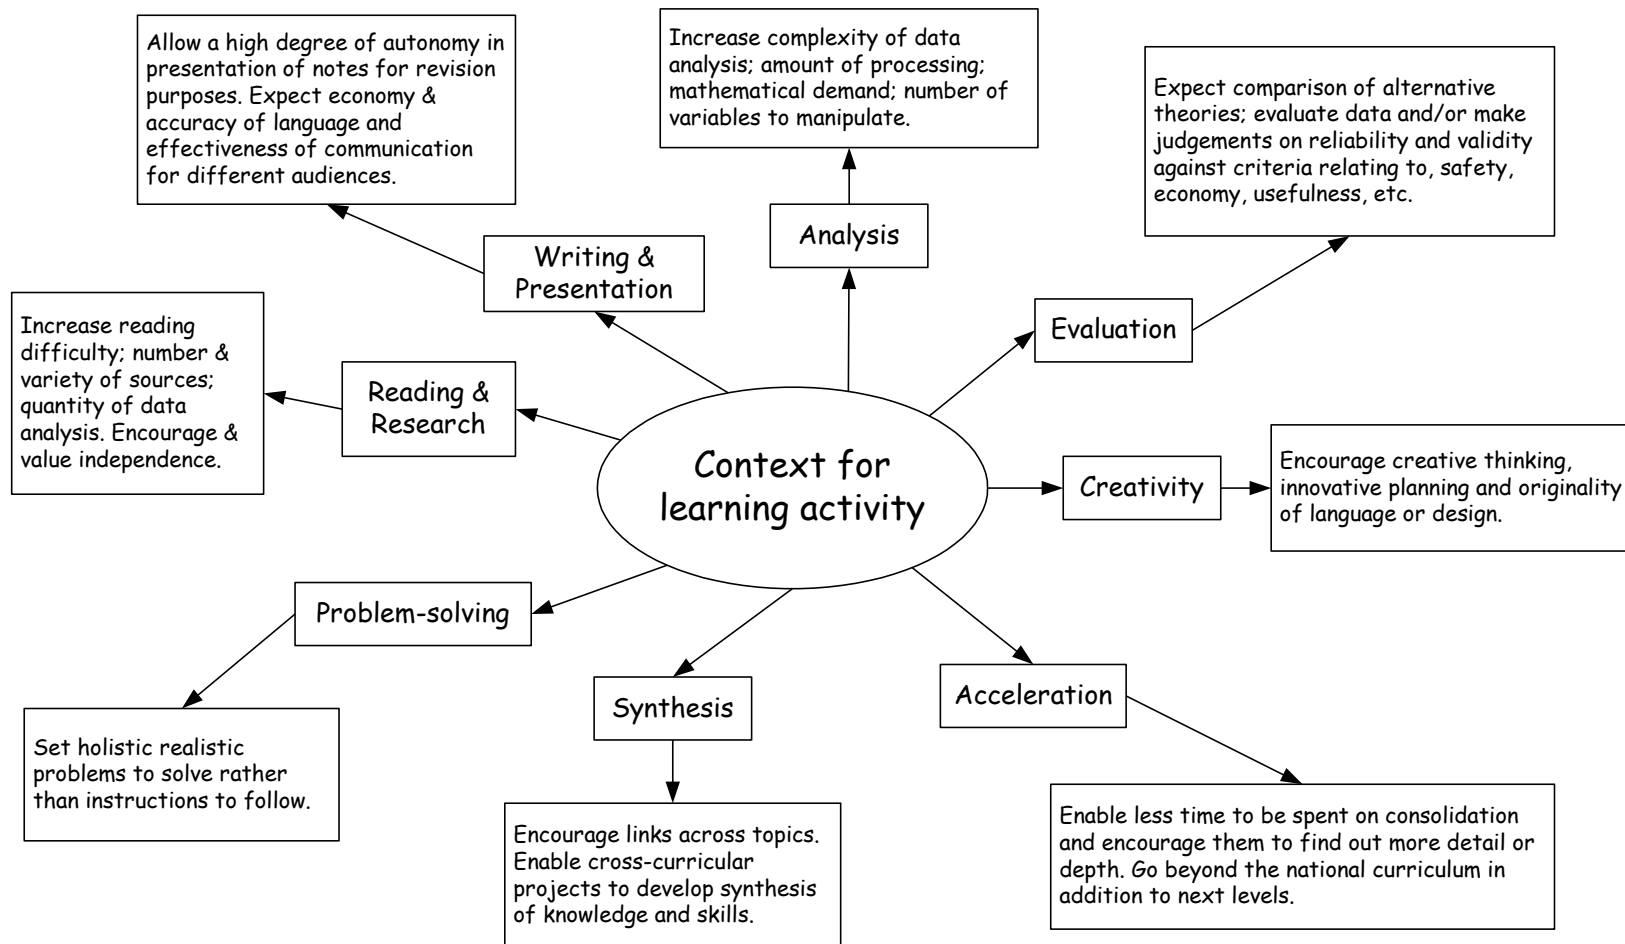 Allow a high degree of autonomy in
presentation of notes for revision
purposes. Expect economy &
accuracy of language and
effectiveness of communication
for different audiences.
Increase complexity of data
analysis; amount of processing;
mathematical demand; number of
variables to manipulate.
Expect comparison of alternative
theories; evaluate data and/or make
judgements on reliability and validity
against criteria relating to, safety,
economy, usefulness, etc.
Writing &
Presentation
Analysis
Evaluation
Increase reading
difficulty; number &
variety of sources;
quantity of data
analysis. Encourage &
value independence.
Reading &
Research
Context for
learning activity
Creativity
Encourage creative thinking,
innovative planning and originality
of language or design.
Problem-solving
Synthesis
Acceleration
Set holistic realistic
problems to solve rather
than instructions to follow.
Encourage links across topics.
Enable cross-curricular
projects to develop synthesis
of knowledge and skills.
Enable less time to be spent on consolidation
and encourage them to find out more detail or
depth. Go beyond the national curriculum in
addition to next levels.